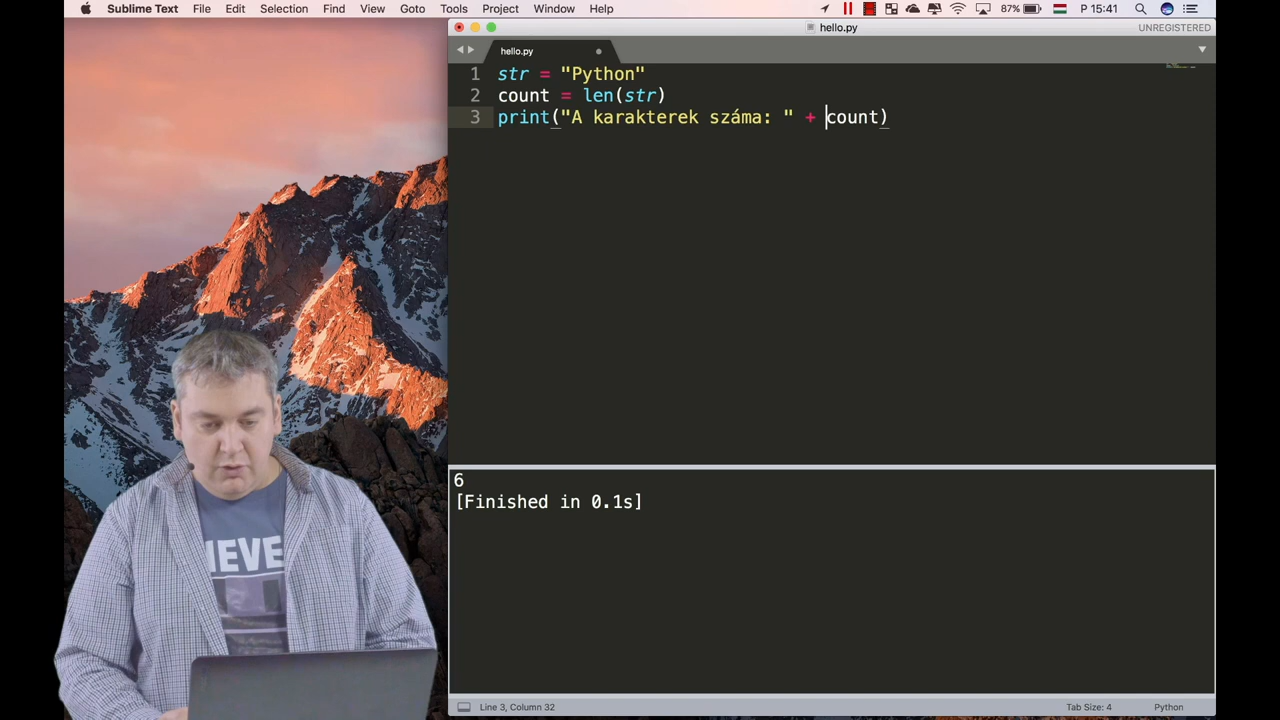 Sublime Text File Edit Selection Find View Goto Tools Project Window Help 87% P 15:41
hello.py UNREGISTERED
hello.py
1 str = "Python"
2 count = len(str)
3 print("A karakterek száma: " + count)
IEVE
6
[Finished in 0.1s]
Line 3, Column 32 Tab Size: 4 Python